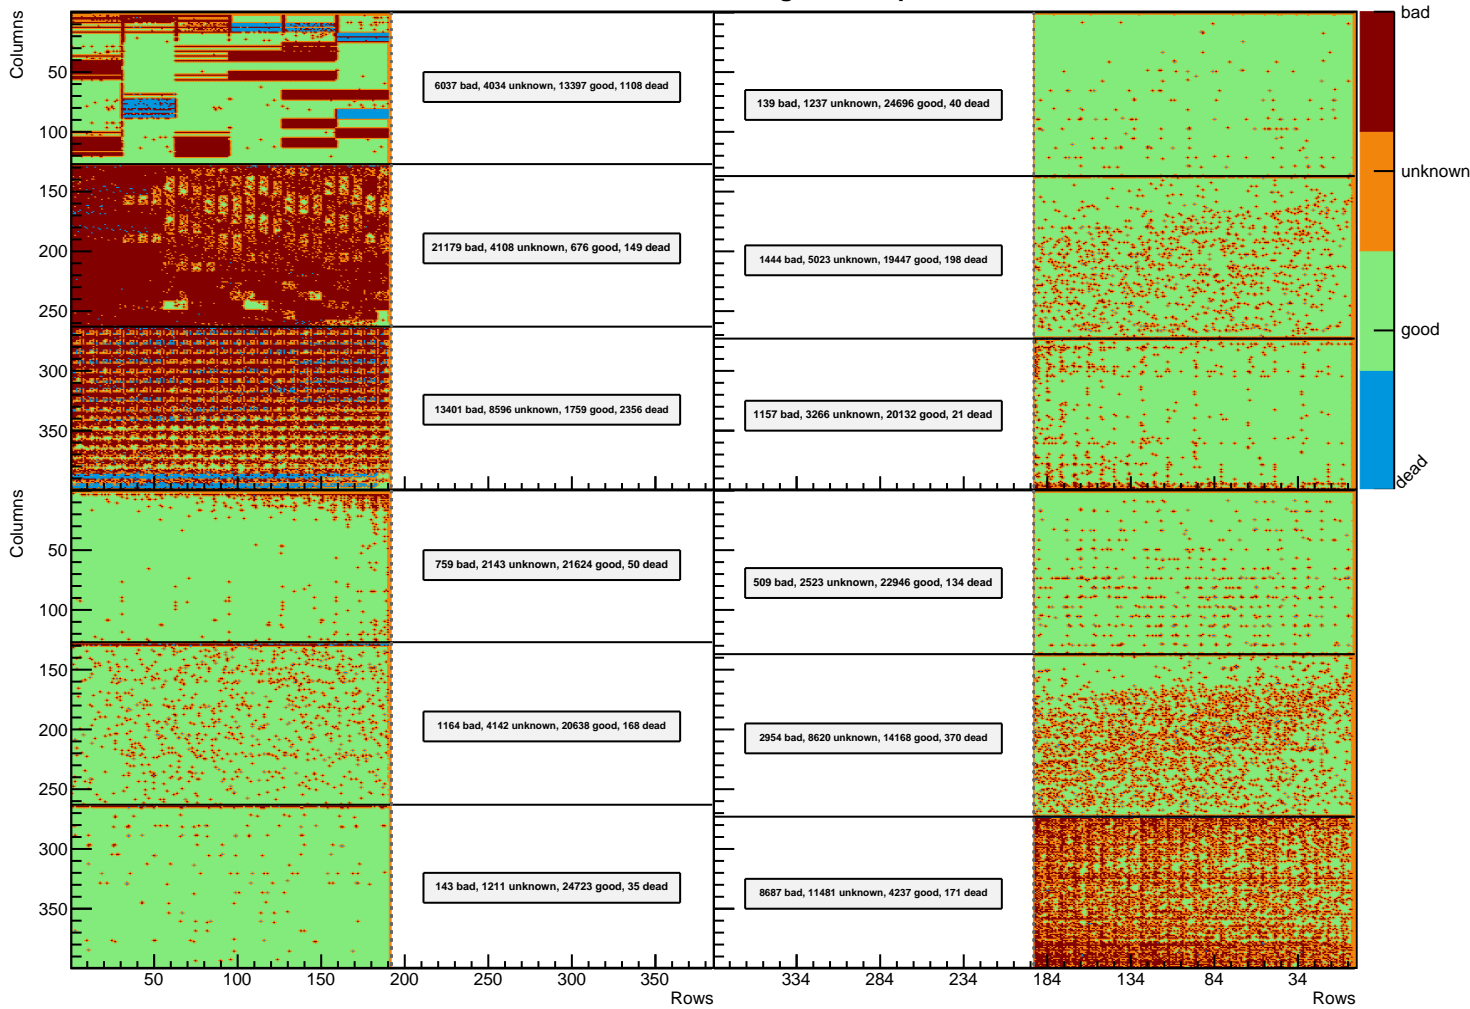 Columns
50
100
150
200
250
300
350
6037 bad, 4034 unknown, 13397 good, 1108 dead
21179 bad, 4108 unknown, 676 good, 149 dead
13401 bad, 8596 unknown, 1759 good, 2356 dead
139 bad, 1237 unknown, 24696 good, 40 dead
1444 bad, 5023 unknown, 19447 good, 198 dead
1157 bad, 3266 unknown, 20132 good, 21 dead
bad
unknown
good
dead
Columns
50
100
150
200
250
300
350
759 bad, 2143 unknown, 21624 good, 50 dead
1164 bad, 4142 unknown, 20638 good, 168 dead
143 bad, 1211 unknown, 24723 good, 35 dead
509 bad, 2523 unknown, 22946 good, 134 dead
2954 bad, 8620 unknown, 14168 good, 370 dead
8687 bad, 11481 unknown, 4237 good, 171 dead
50 100 150 200 250 300 350
Rows
334 284 234 184 134 84 34
Rows